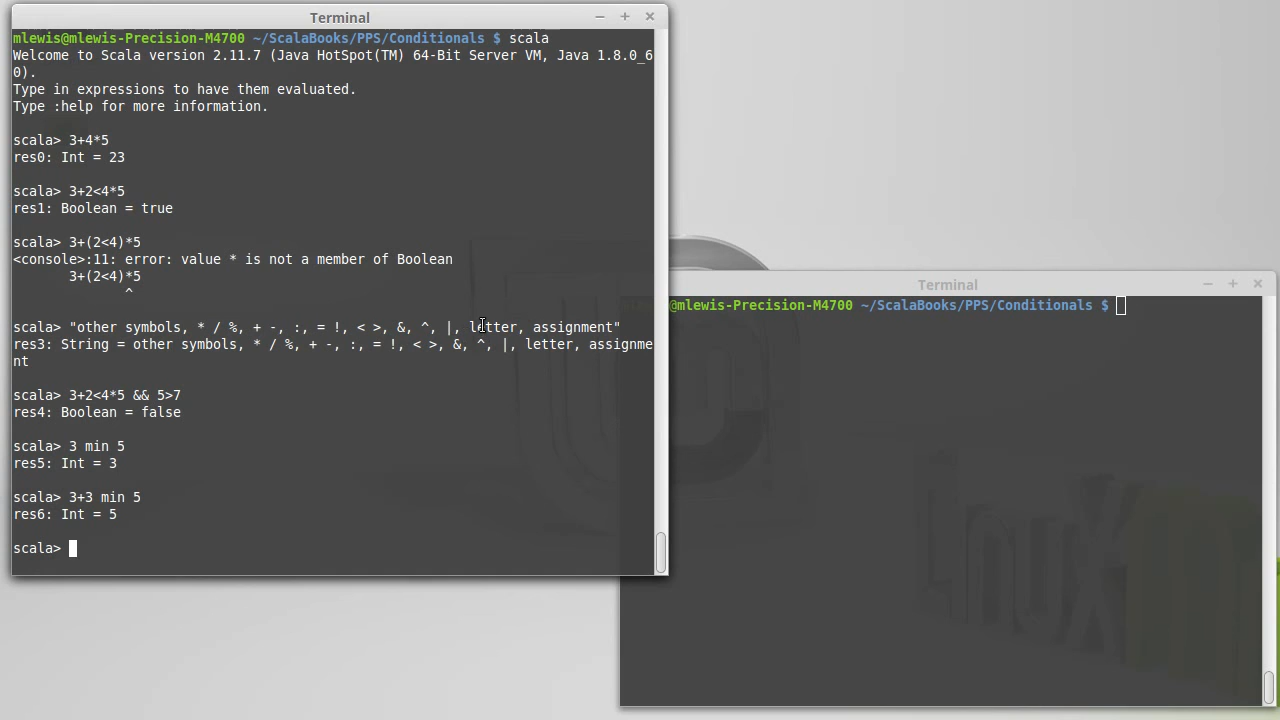 Terminal
mlewis@mlewis-Precision-M4700 ~/ScalaBooks/PPS/Conditionals $ scala
Welcome to Scala version 2.11.7 (Java HotSpot(TM) 64-Bit Server VM, Java 1.8.0_6
0).
Type in expressions to have them evaluated.
Type :help for more information.
scala> 3+4*5
res0: Int = 23
scala> 3+2<4*5
res1: Boolean = true
scala> 3+(2<4)*5
<console>:11: error: value * is not a member of Boolean
3+(2<4)*5
^
scala> "other symbols, * / %, + -, :, = !, < >, &, ^, |, letter, assignment"
res3: String = other symbols, * / %, + -, :, = !, < >, &, ^, |, letter, assignme
nt
scala> 3+2<4*5 && 5>7
res4: Boolean = false
scala> 3 min 5
res5: Int = 3
scala> 3+3 min 5
res6: Int = 5
scala>
Terminal
@mlewis-Precision-M4700 ~/ScalaBooks/PPS/Conditionals $